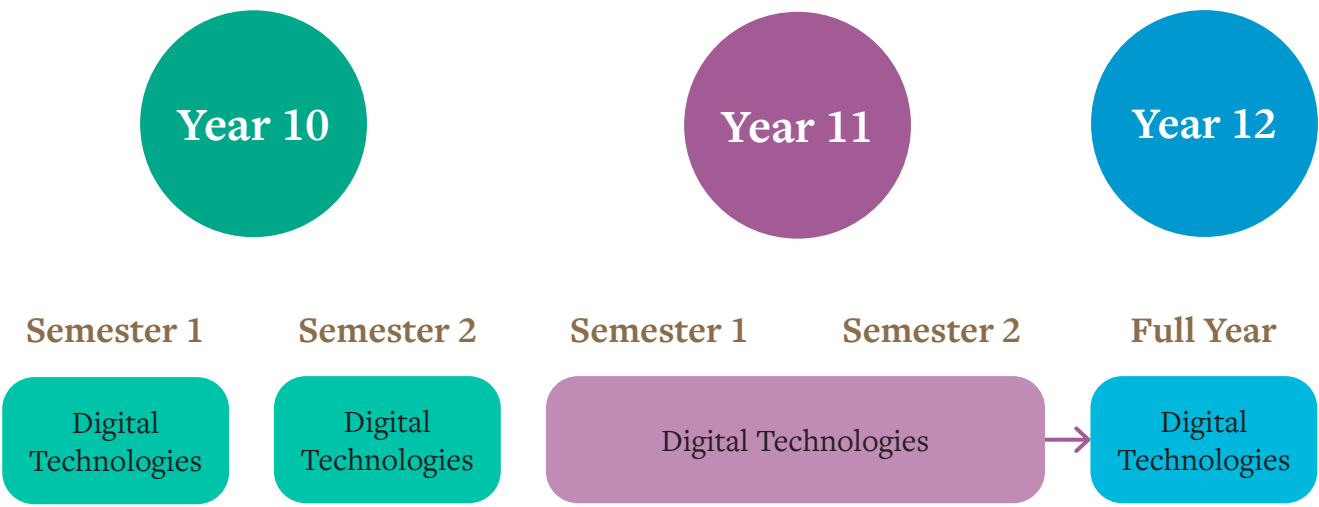 Year 10
Year 11
Year 12
Semester 1
Semester 2
Semester 1
Semester 2
Full Year
Digital
Technologies
Digital
Technologies
Digital Technologies
Digital
Technologies